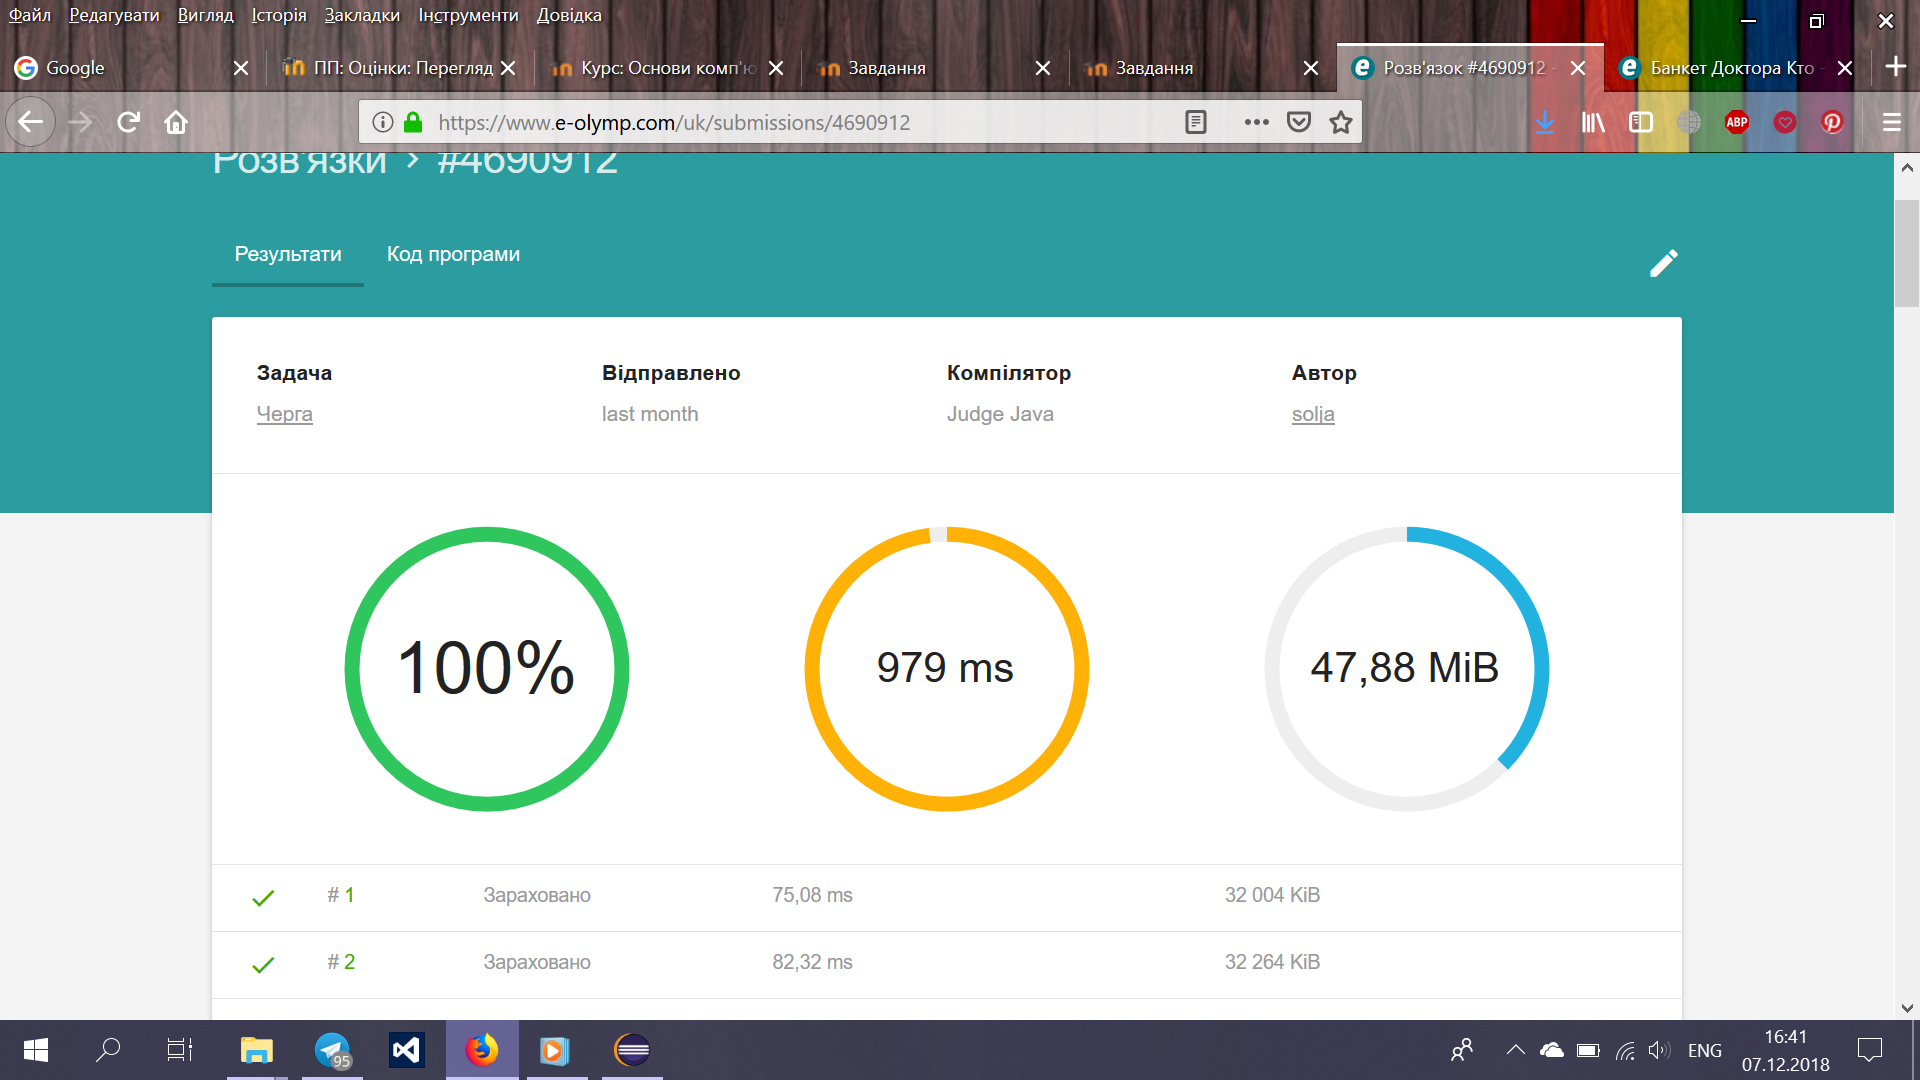 Файл Редагувати Вигляд Історія Закладки Інструменти Довідка
Google ПП: Оцінки: Перегляд Курс: Основи комп'ю Завдання Завдання Розв'язок #4690912 - Банкет Доктора Кто -
https://www.e-olymp.com/uk/submissions/4690912 ABP
Розв'язки › #4690912
Результати Код програми
Задача Відправлено Компілятор Автор
Черга last month Judge Java solja
100% 979 ms 47,88 MiB
# 1 Зараховано 75,08 ms 32 004 KiB
# 2 Зараховано 82,32 ms 32 264 KiB
95 ENG 16:41
07.12.2018